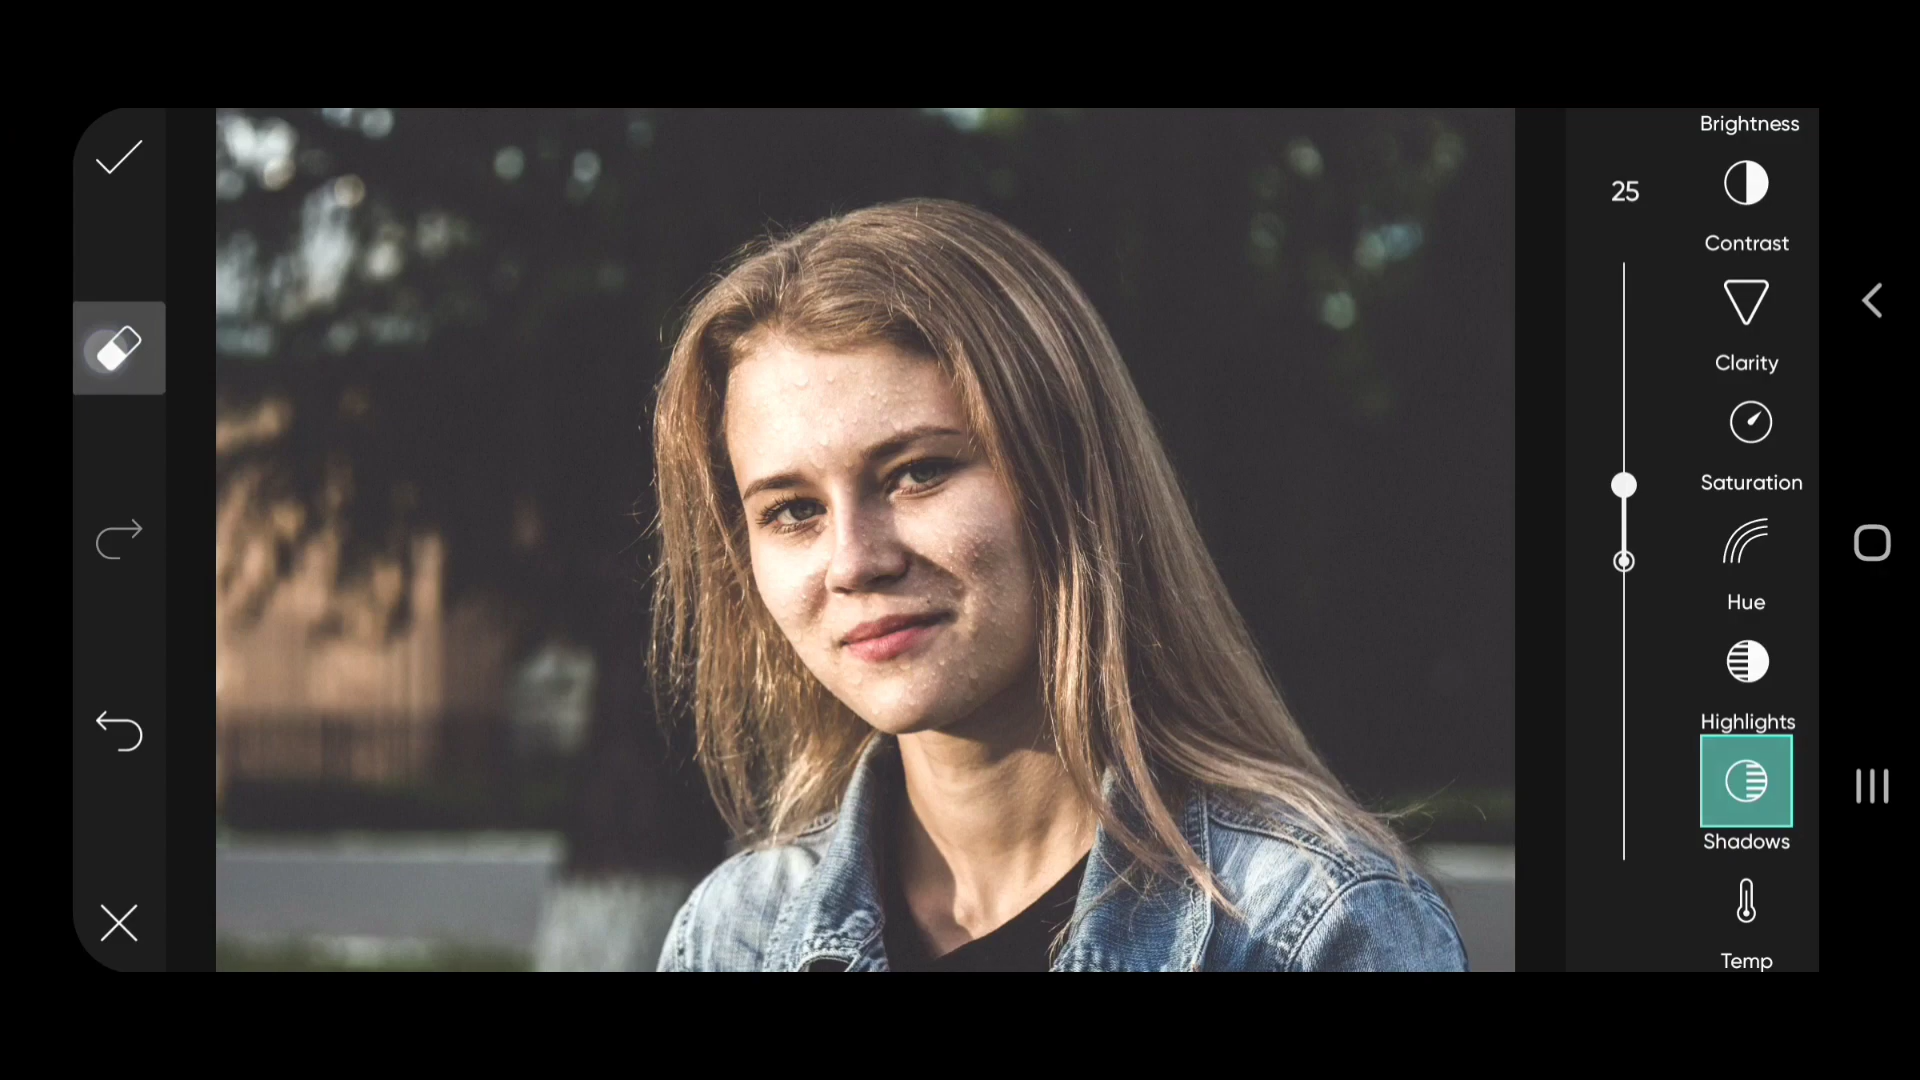 Brightness
25
Contrast
Clarity
Saturation
Hue
Highlights
Shadows
Temp